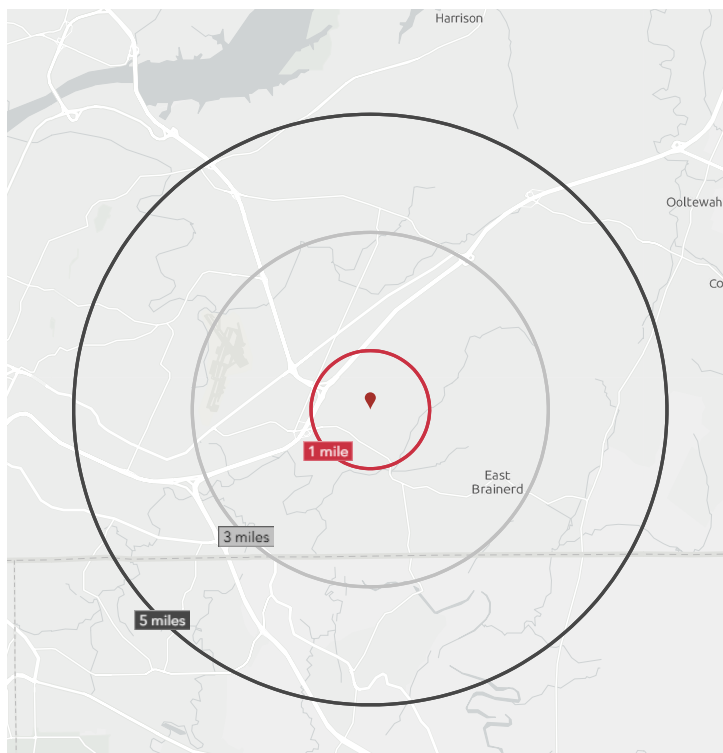 Harrison
Ooltewah
Co
1 mile
East
Brainerd
3 miles
5 miles